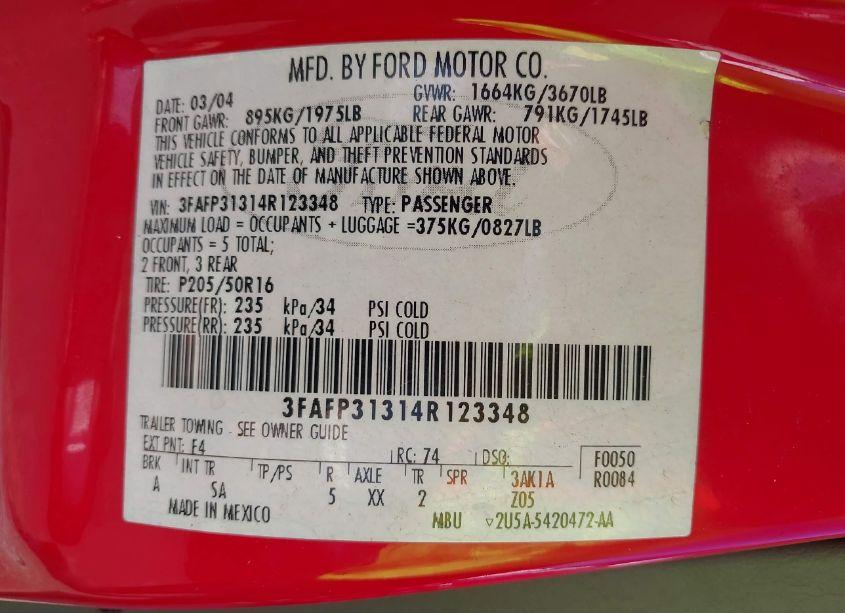 MFD. BY FORD MOTOR CO.
DATE: 03/04 GVWR: 1664KG/3670LB
FRONT GAWR: 895KG/1975LB REAR GAWR: 791KG/1745LB
THIS VEHICLE CONFORMS TO ALL APPLICABLE FEDERAL MOTOR
VEHICLE SAFETY, BUMPER, AND THEFT PREVENTION STANDARDS
IN EFFECT ON THE DATE OF MANUFACTURE SHOWN ABOVE.
VIN: 3FAFP31314R123348 TYPE: PASSENGER
MAXIMUM LOAD = OCCUPANTS + LUGGAGE =375KG/0827LB
OCCUPANTS = 5 TOTAL;
2 FRONT, 3 REAR
TIRE: P205/50R16
PRESSURE(FR): 235 kPa/34 PSI COLD
PRESSURE(RR): 235 kPa/34 PSI COLD
3FAFP31314R123348
TRAILER TOWING - SEE OWNER GUIDE
EXT PNT: F4 RC: 74 DSO: F0050
BRK INT TR TP/PS R AXLE TR SPR 3AK1A R0084
A SA 5 XX 2 Z05
MADE IN MEXICO MBU ▽2U5A-5420472-AA